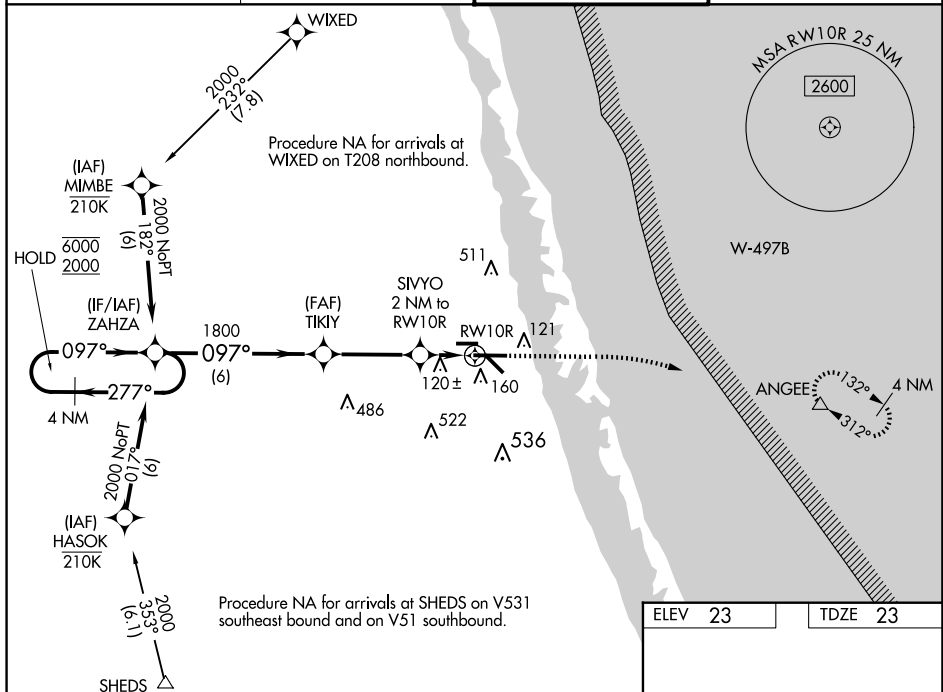 WIXED
2000
232°
(7.8)
Procedure NA for arrivals at
WIXED on T208 northbound.
MSA RW10R 25 NM
2600
(IAF)
MIMBE
210K
2000 NoPT
182°
(6)
HOLD
6000
2000
(IF/IAF)
ZAHZA
097°
277°
4 NM
1800
097°
(6)
(FAF)
TIKIY
SIVYO
2 NM to
RW10R
RW10R
511
121
120 ±
160
486
522
536
W-497B
ANGEE
132°
312°
4 NM
2000 NoPT
017°
(6)
(IAF)
HASOK
210K
2000
353°
(6.1)
SHEDS
Procedure NA for arrivals at SHEDS on V531
southeast bound and on V51 southbound.
ELEV 23
TDZE 23